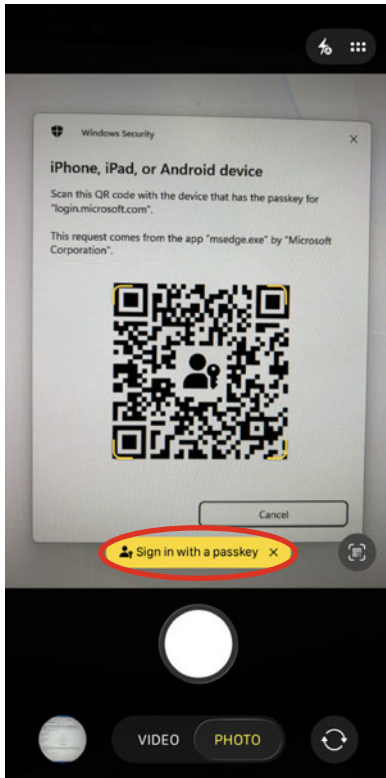 Windows Security
iPhone, iPad, or Android device
Scan this QR code with the device that has the passkey for
"login.microsoft.com".
This request comes from the app "msedge.exe" by "Microsoft
Corporation".
Cancel
Sign in with a passkey
VIDEO PHOTO